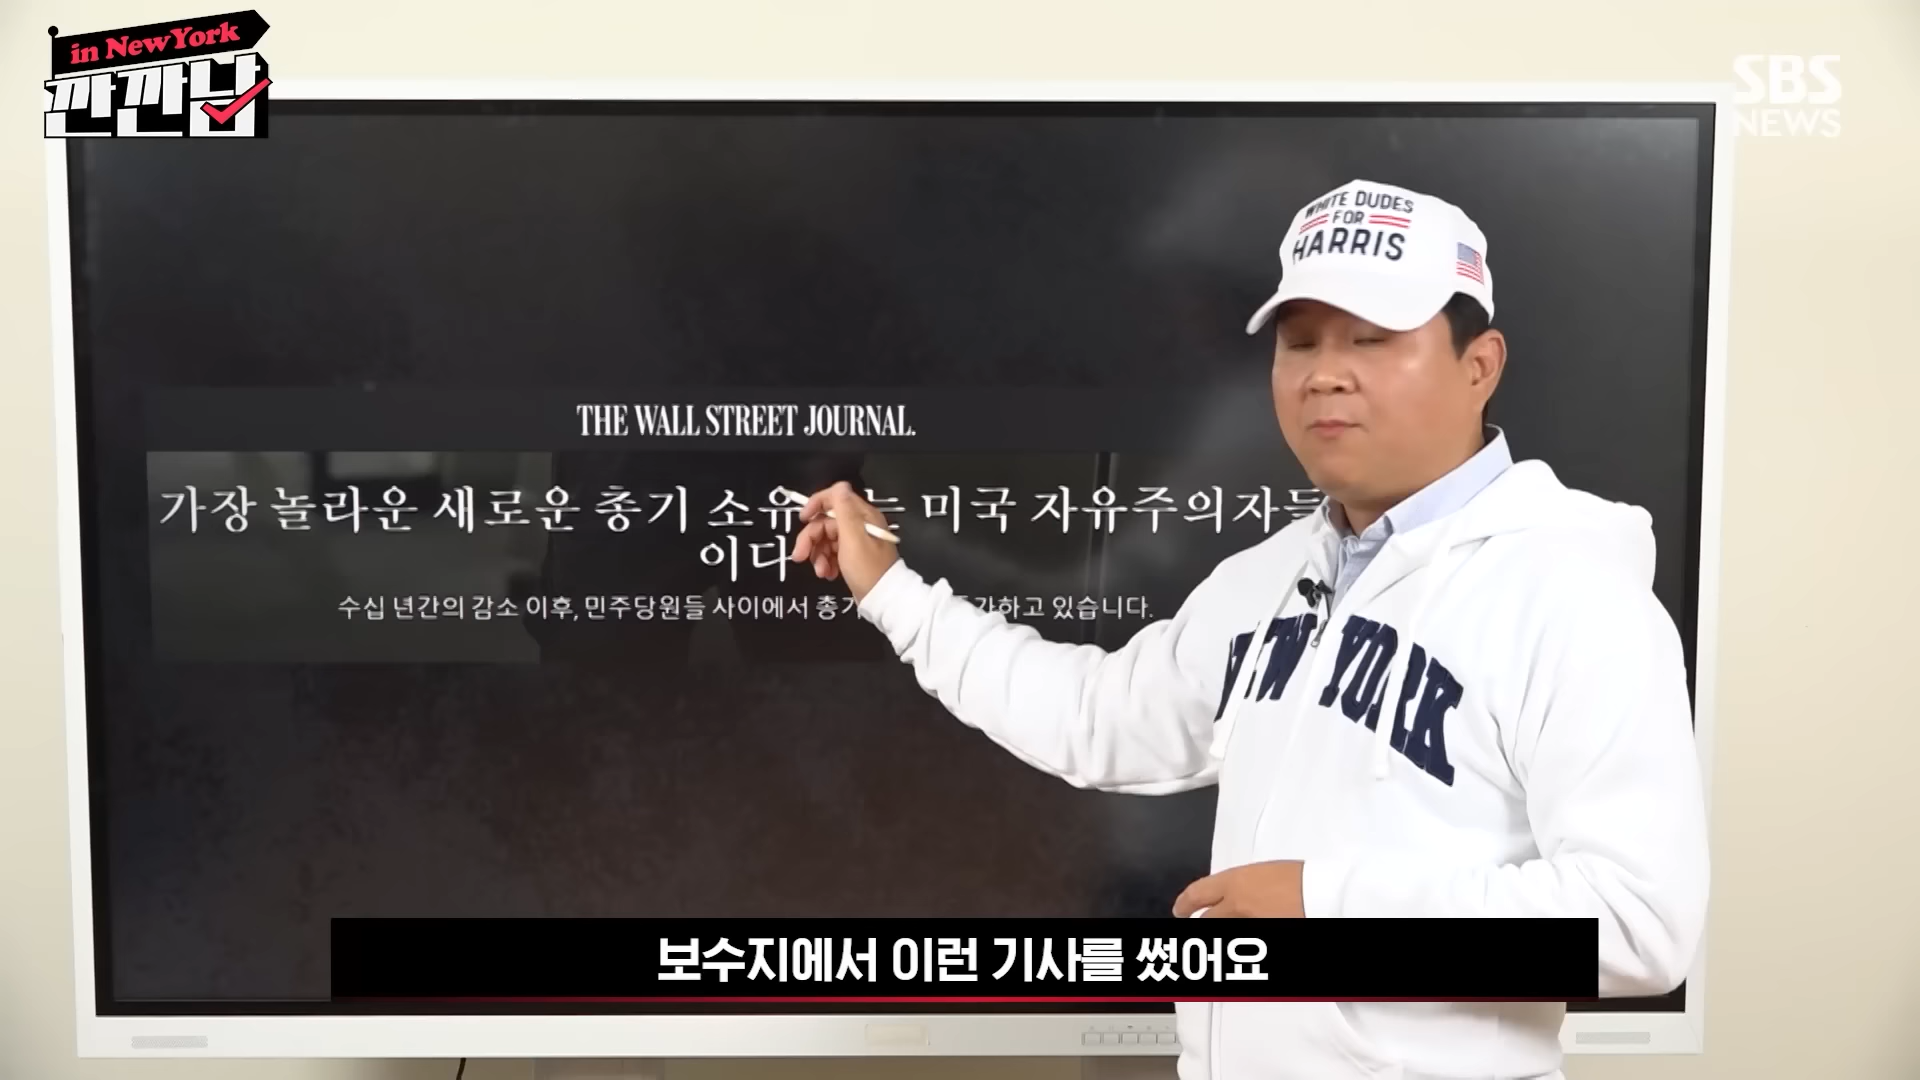 in New York
깐깐남
SBS
NEWS
WHITE DUDES
FOR
HARRIS
THE WALL STREET JOURNAL.
가장 놀라운 새로운 총기 소유 는 미국 자유주의자들
이다
수십 년간의 감소 이후, 민주당원들 사이에서 총기 증가하고 있습니다.
NEW YORK
보수지에서 이런 기사를 썼어요